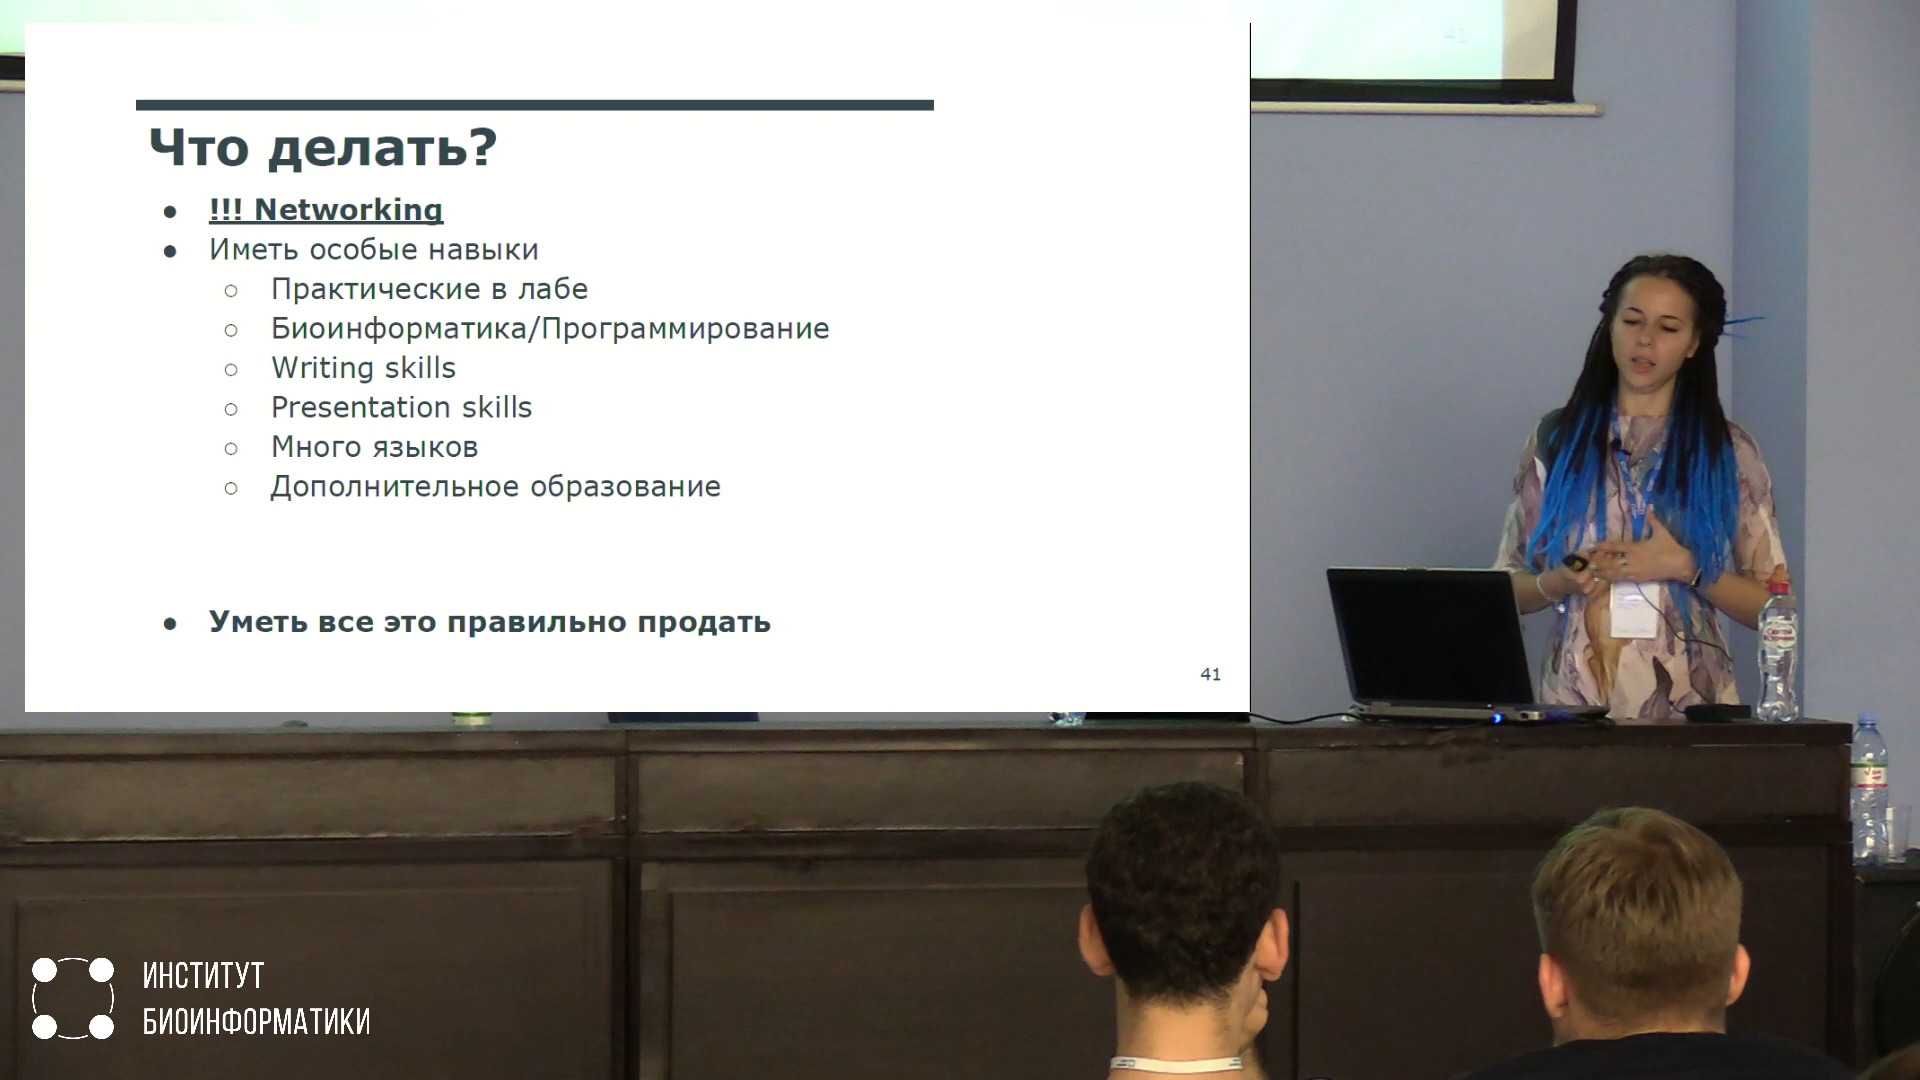 Что делать?
● !!! Networking
● Иметь особые навыки
○ Практические в лабе
○ Биоинформатика/Программирование
○ Writing skills
○ Presentation skills
○ Много языков
○ Дополнительное образование
● Уметь все это правильно продать
41
ИНСТИТУТ
БИОИНФОРМАТИКИ